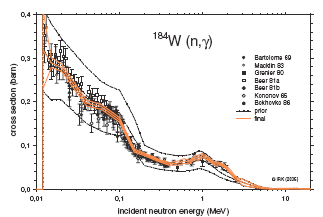 0,4
184W (n,γ)
Bartolome 69
Macklin 83
Grenier 80
Beer 81a
Beer 81b
Kononov 65
Bokhovko 86
prior
final
0,3
cross section (barn)
0,2
0,1
© IRK (2005)
0,0
0,01
0,1
1
10
incident neutron energy (MeV)